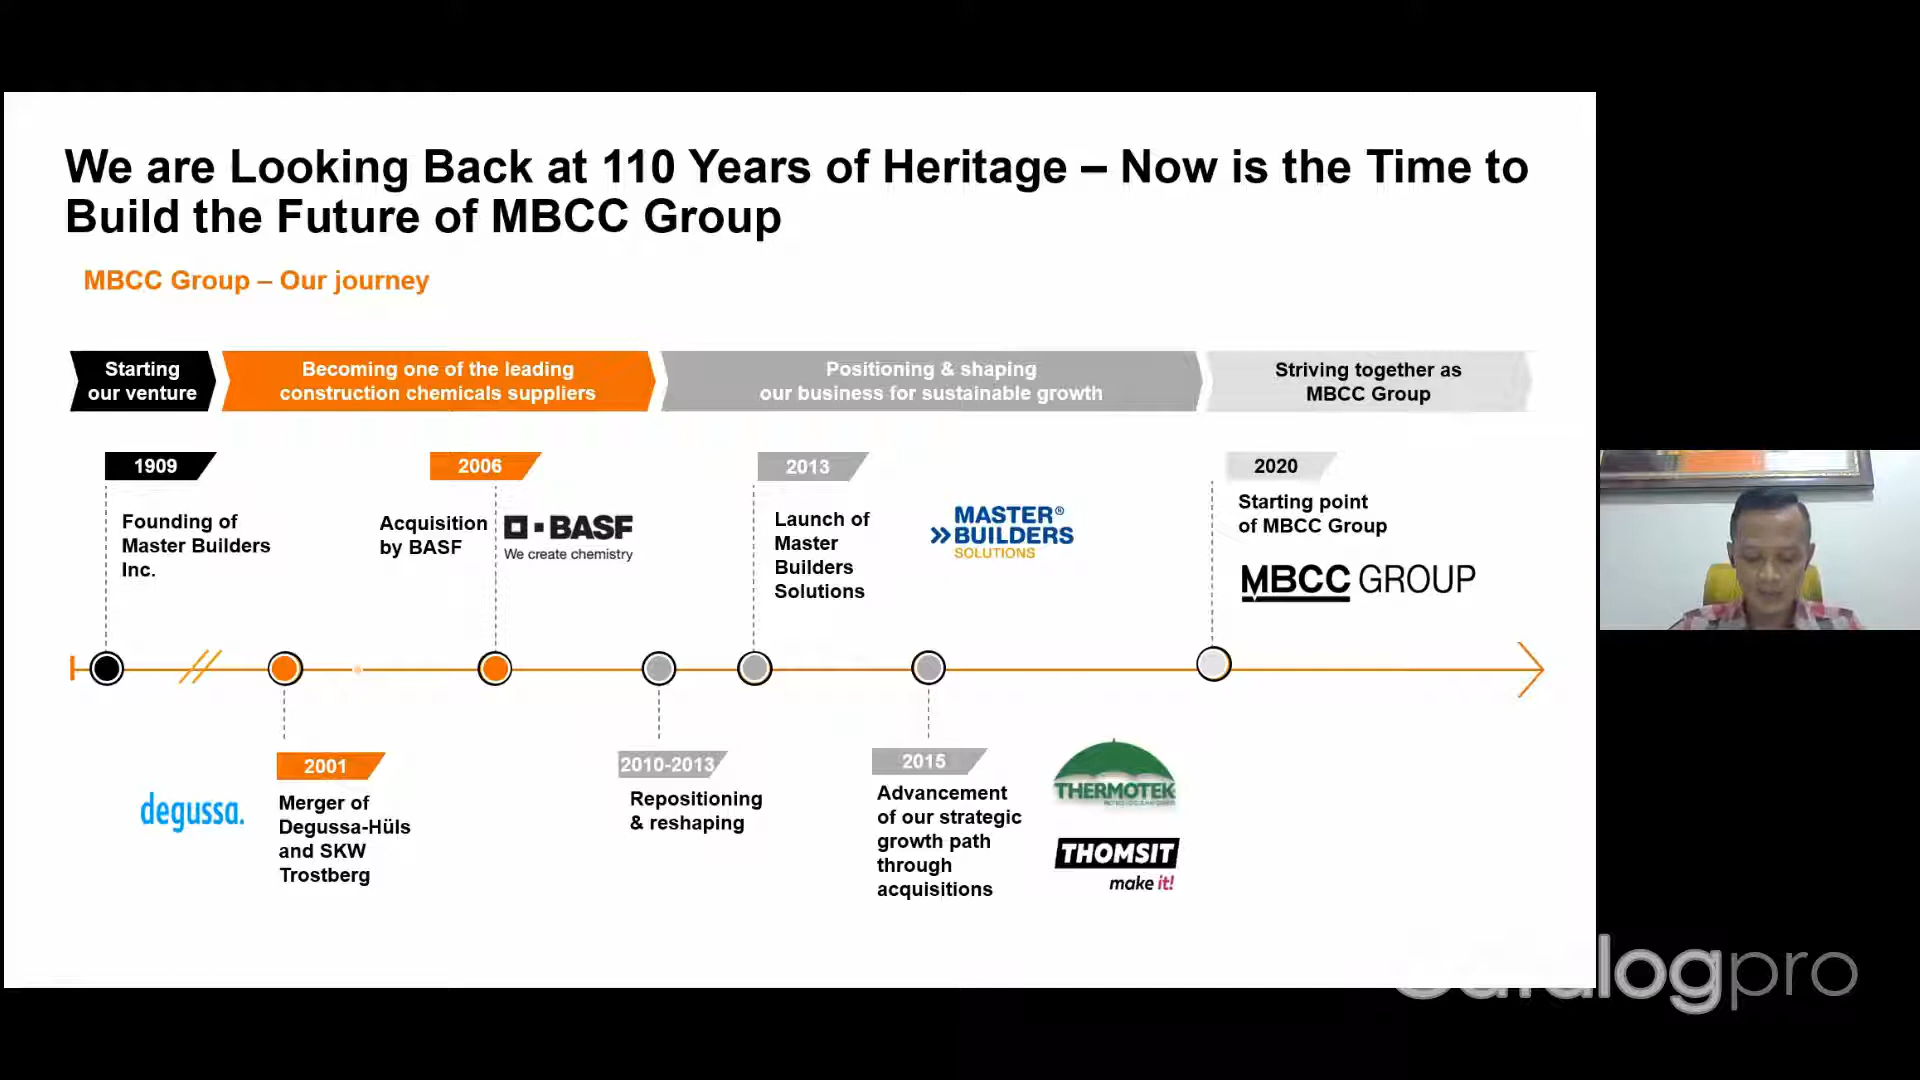 We are Looking Back at 110 Years of Heritage – Now is the Time to
Build the Future of MBCC Group
MBCC Group – Our journey
Starting
our venture
Becoming one of the leading
construction chemicals suppliers
Positioning & shaping
our business for sustainable growth
Striving together as
MBCC Group
1909
Founding of
Master Builders
Inc.
2006
Acquisition
by BASF
BASF
We create chemistry
2013
Launch of
Master
Builders
Solutions
MASTER®
BUILDERS
SOLUTIONS
2020
Starting point
of MBCC Group
MBCC GROUP
degussa.
2001
Merger of
Degussa-Hüls
and SKW
Trostberg
2010-2013
Repositioning
& reshaping
2015
Advancement
of our strategic
growth path
through
acquisitions
THERMOTEK
THOMSIT
make it!
Catalogpro